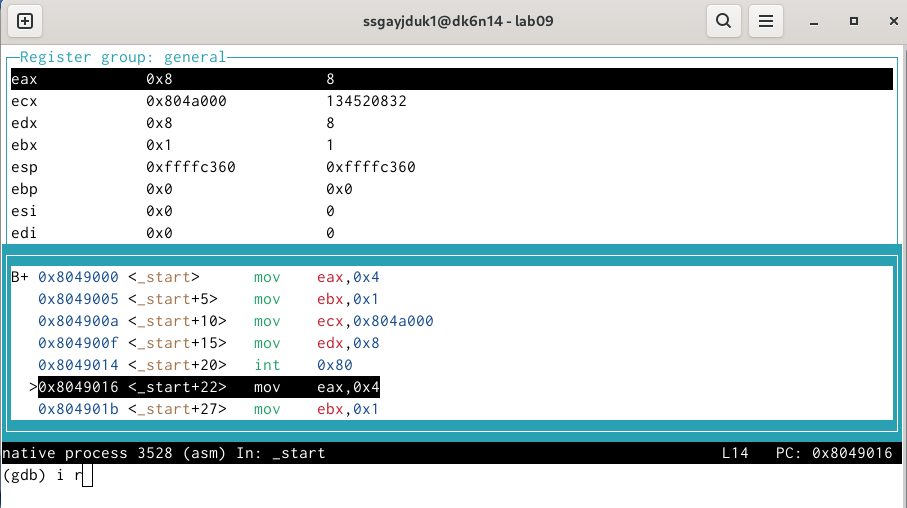 ssgayjduk1@dk6n14 - lab09
Register group: general
eax 0x8 8
ecx 0x804a000 134520832
edx 0x8 8
ebx 0x1 1
esp 0xffffc360 0xffffc360
ebp 0x0 0x0
esi 0x0 0
edi 0x0 0
B+ 0x8049000 <_start> mov eax,0x4
0x8049005 <_start+5> mov ebx,0x1
0x804900a <_start+10> mov ecx,0x804a000
0x804900f <_start+15> mov edx,0x8
0x8049014 <_start+20> int 0x80
>0x8049016 <_start+22> mov eax,0x4
0x804901b <_start+27> mov ebx,0x1
native process 3528 (asm) In: _start L14 PC: 0x8049016
(gdb) i r